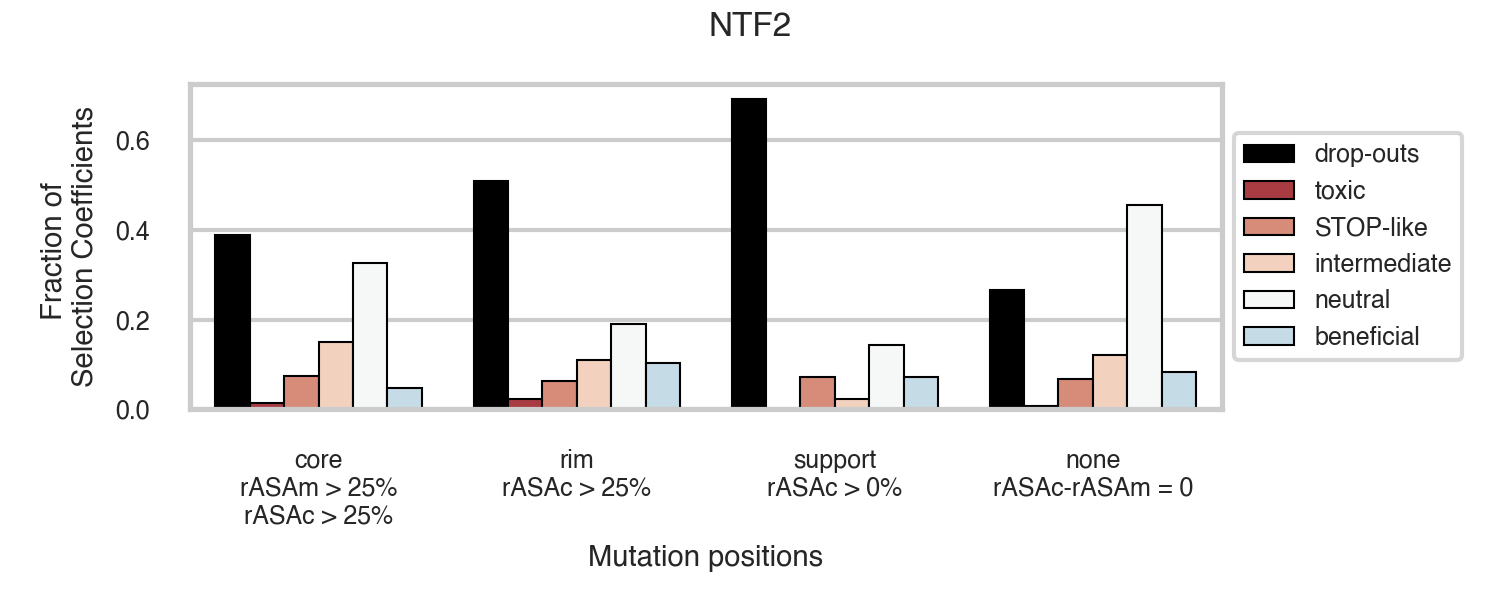 NTF2
Fraction of
Selection Coefficients
0.6
0.4
0.2
0.0
drop-outs
toxic
STOP-like
intermediate
neutral
beneficial
core
rASAm > 25%
rASAc > 25%
rim
rASAc > 25%
support
rASAc > 0%
none
rASAc-rASAm = 0
Mutation positions